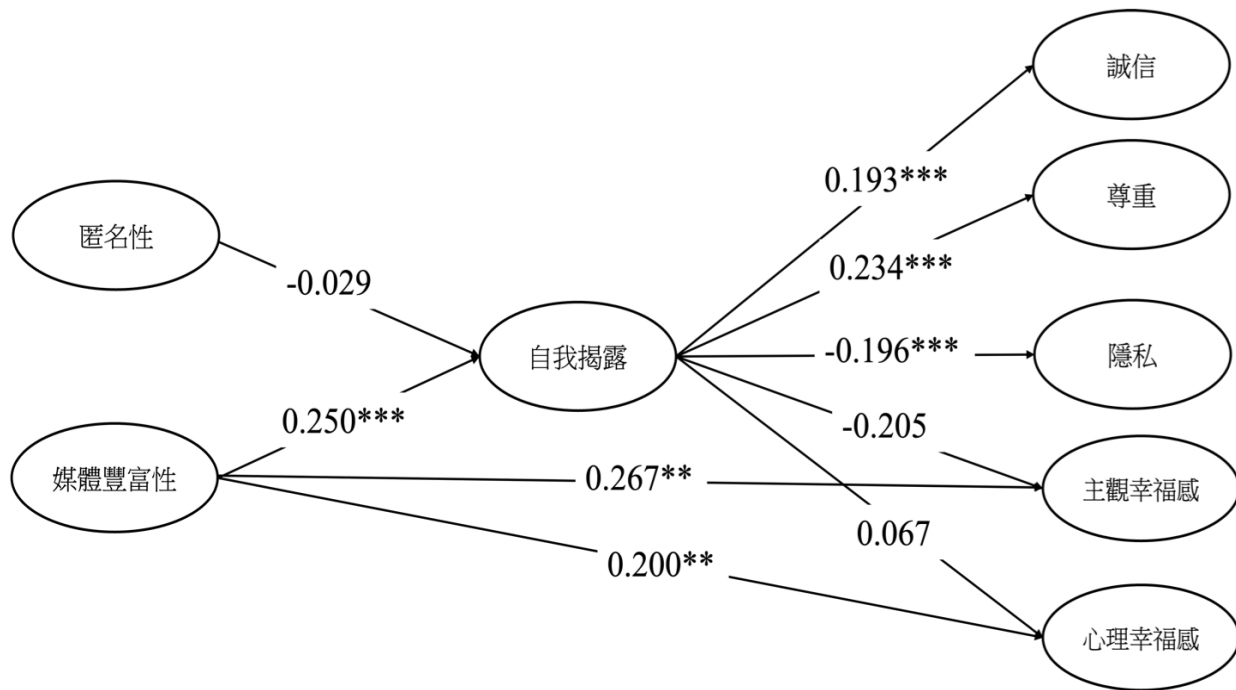 誠信
0.193***
尊重
匿名性
0.234***
-0.029
自我揭露
-0.196***
隱私
0.250***
-0.205
媒體豐富性
0.267**
主觀幸福感
0.067
0.200**
心理幸福感